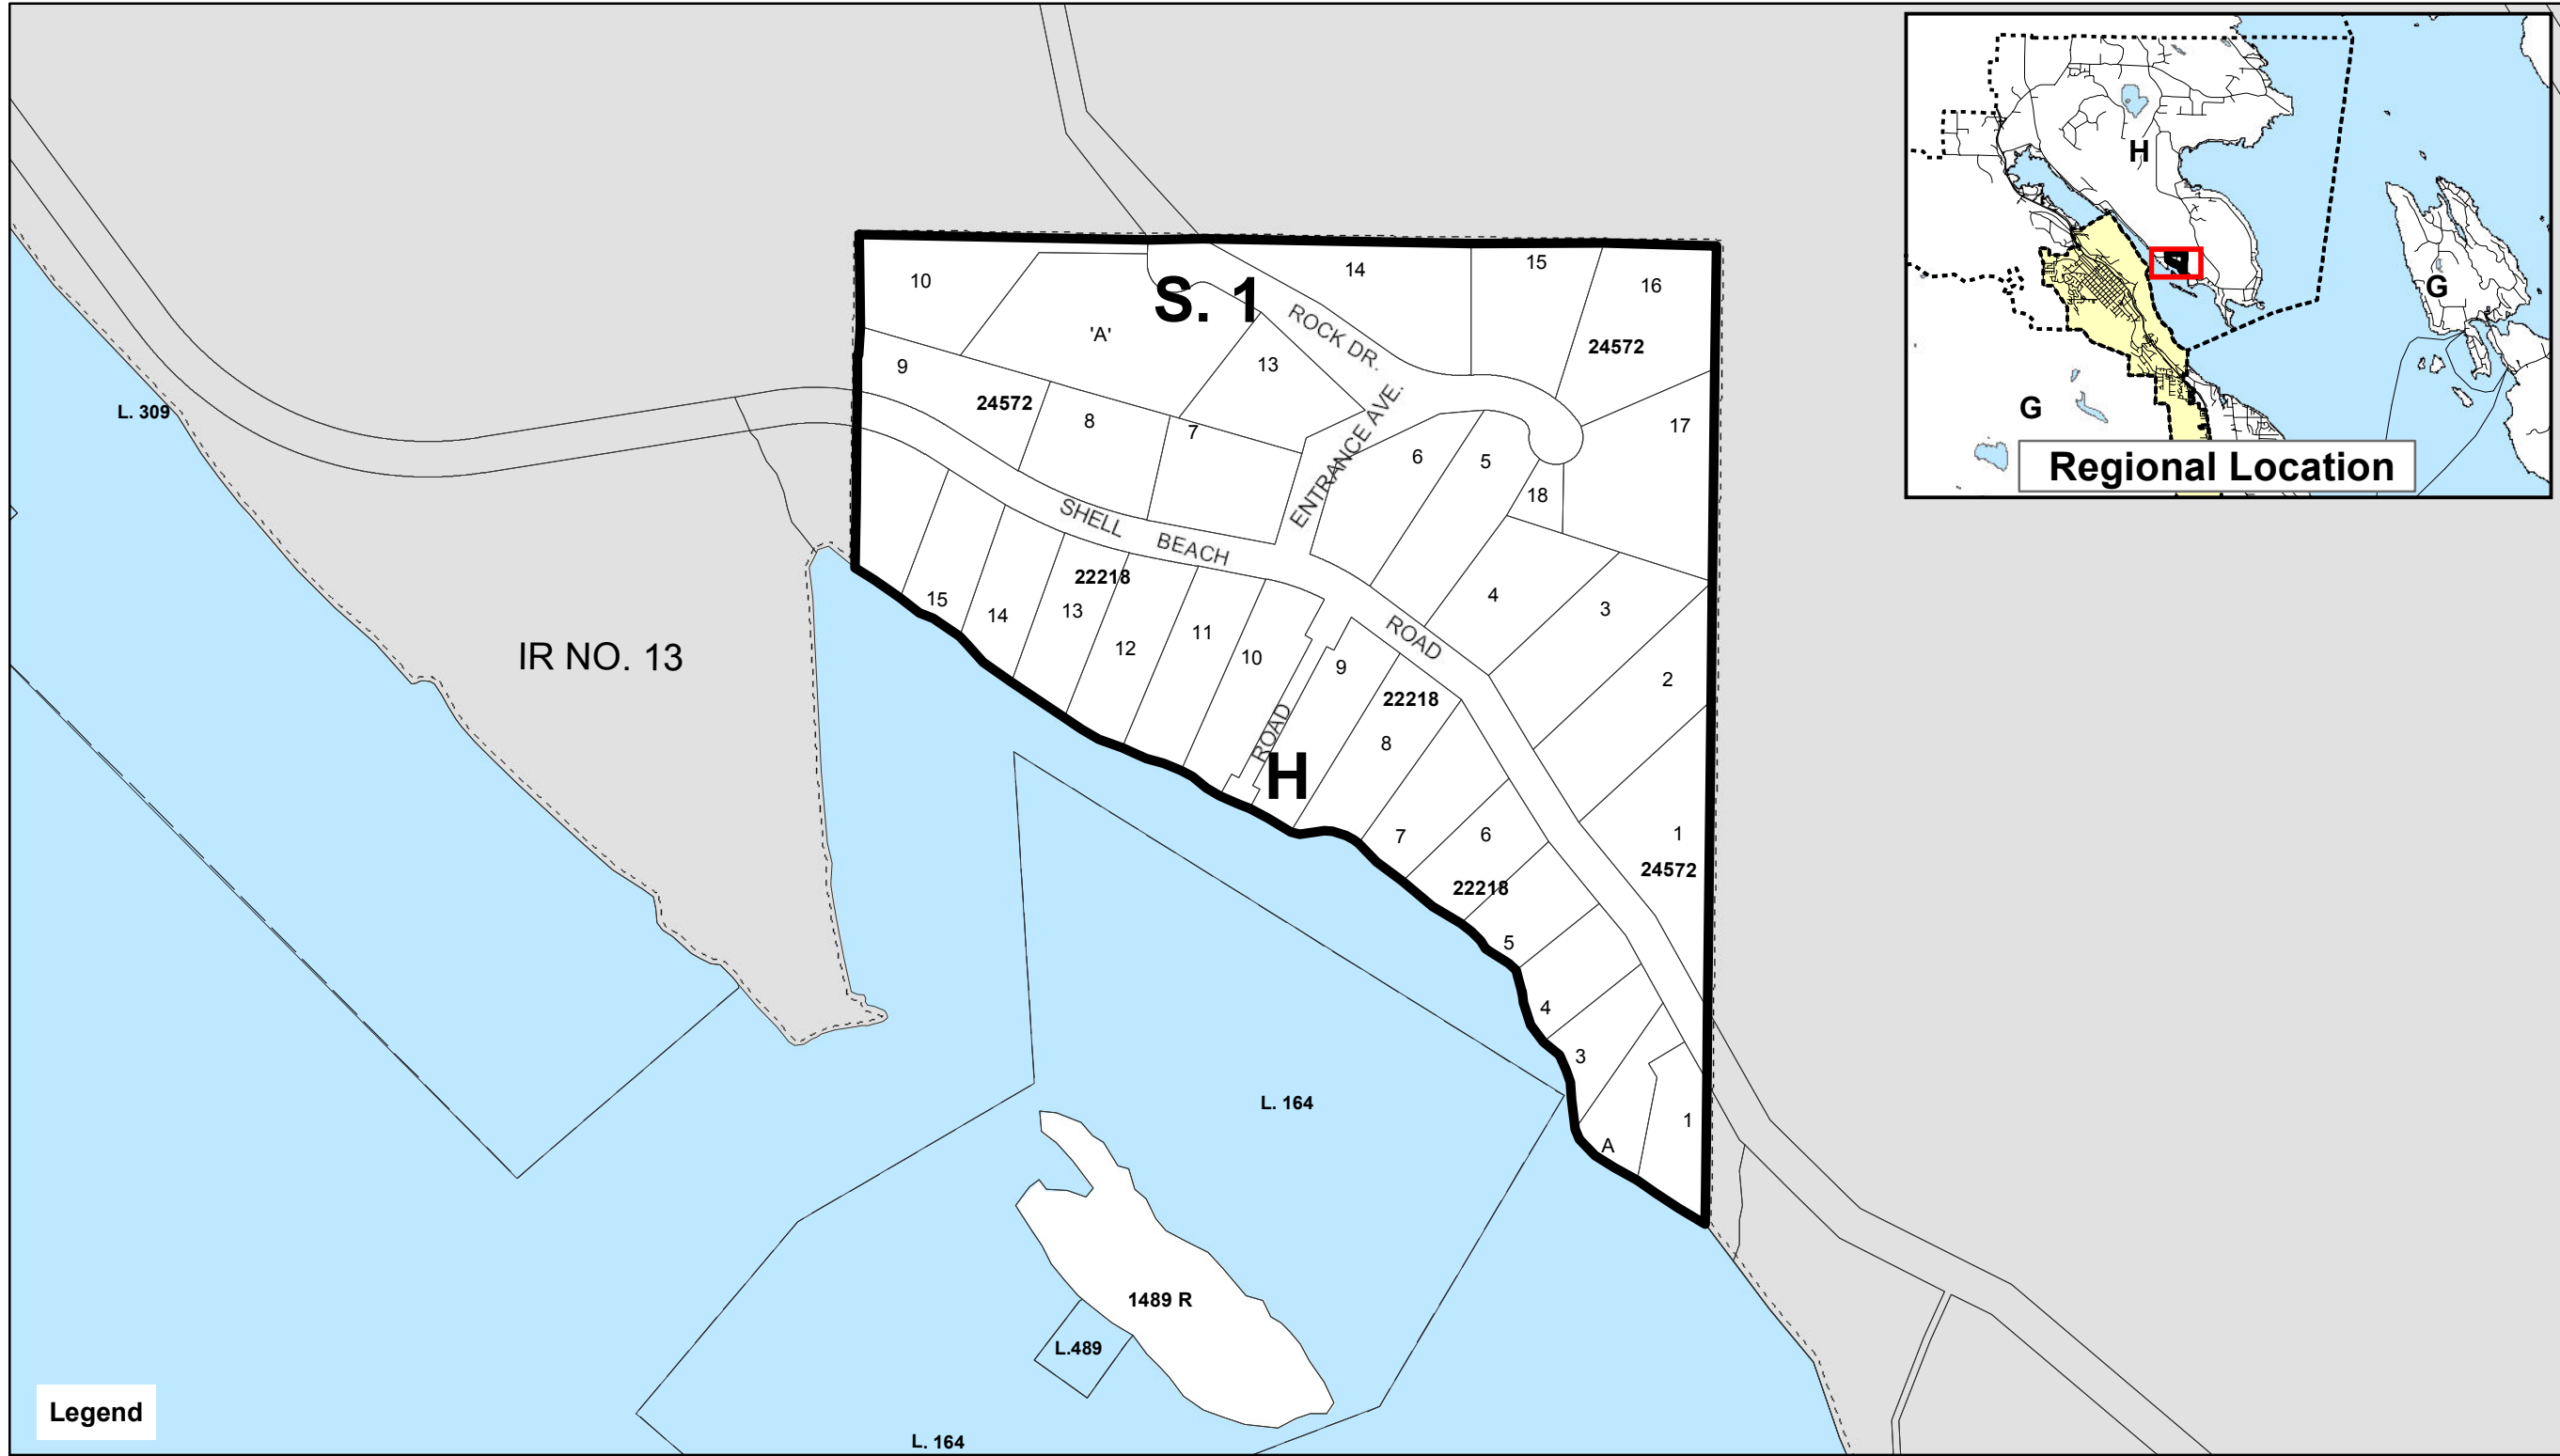 H
G
G
Regional Location
10
S. 1
14
15
16
'A'
ROCK DR.
24572
9
13
24572
8
7
ENTRANCE AVE.
6
5
17
18
L. 309
SHELL BEACH ROAD
22218
15
14
13
12
11
10
9
4
3
2
IR NO. 13
ROAD
H
22218
8
7
6
1
24572
22218
5
4
3
A
1
L. 164
1489 R
L.489
L. 164
Legend